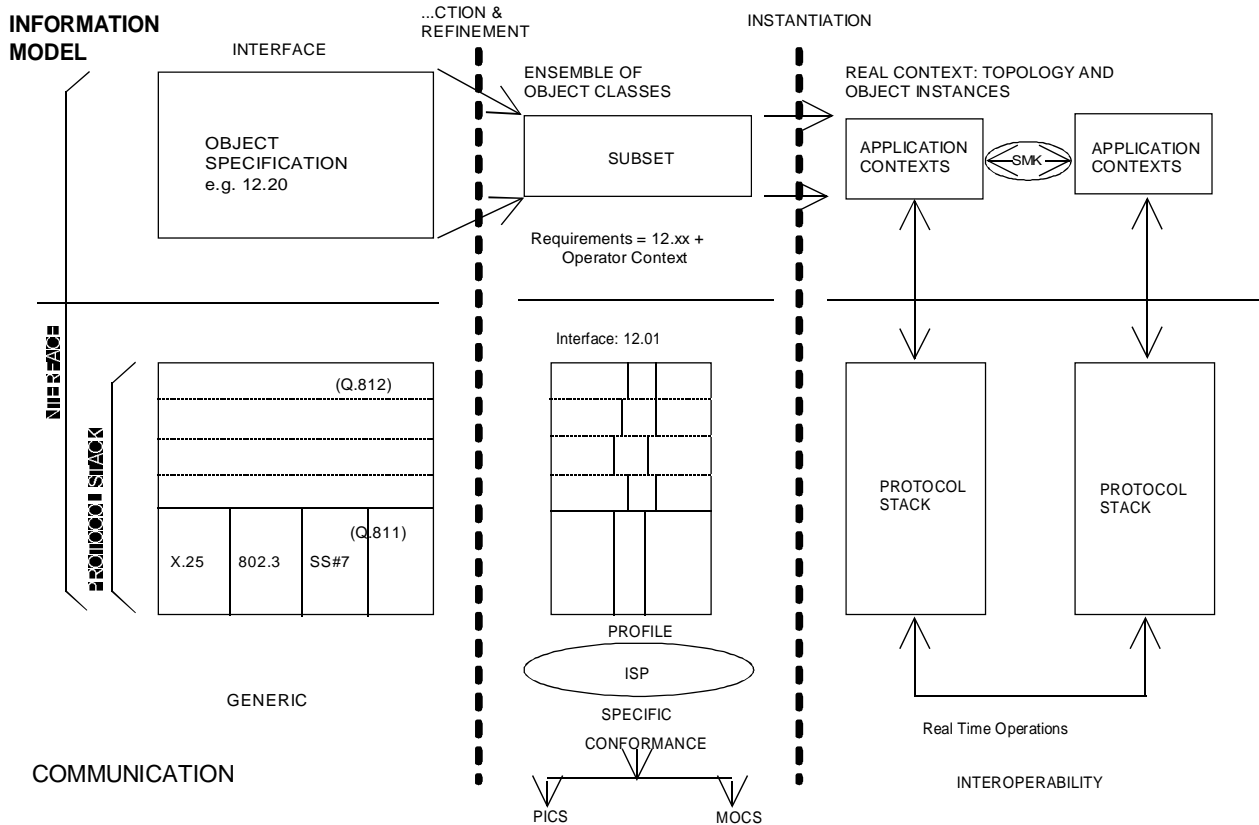 INFORMATION
MODEL
INTERFACE
...CTION &
REFINEMENT
INSTANTIATION
ENSEMBLE OF
OBJECT CLASSES
REAL CONTEXT: TOPOLOGY AND
OBJECT INSTANCES
OBJECT
SPECIFICATION
e.g. 12.20
SUBSET
APPLICATION
CONTEXTS
SMK
APPLICATION
CONTEXTS
Requirements = 12.xx +
Operator Context
INTERFACE
PROTOCOL STACK
Interface: 12.01
(Q.812)
(Q.811)
X.25
802.3
SS#7
PROTOCOL
STACK
PROTOCOL
STACK
PROFILE
ISP
GENERIC
SPECIFIC
CONFORMANCE
Real Time Operations
COMMUNICATION
INTEROPERABILITY
PICS
MOCS